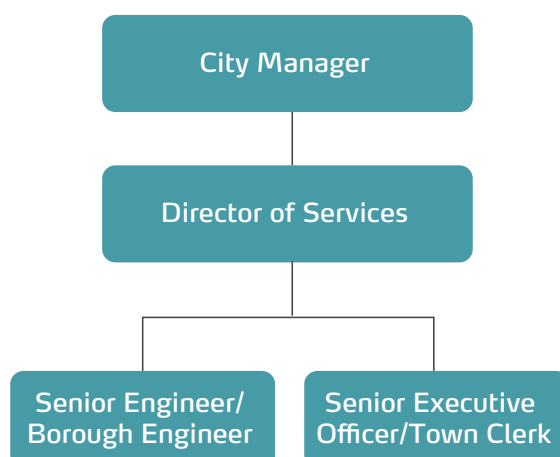 City Manager
Director of Services
Senior Engineer/
Borough Engineer
Senior Executive
Officer/Town Clerk